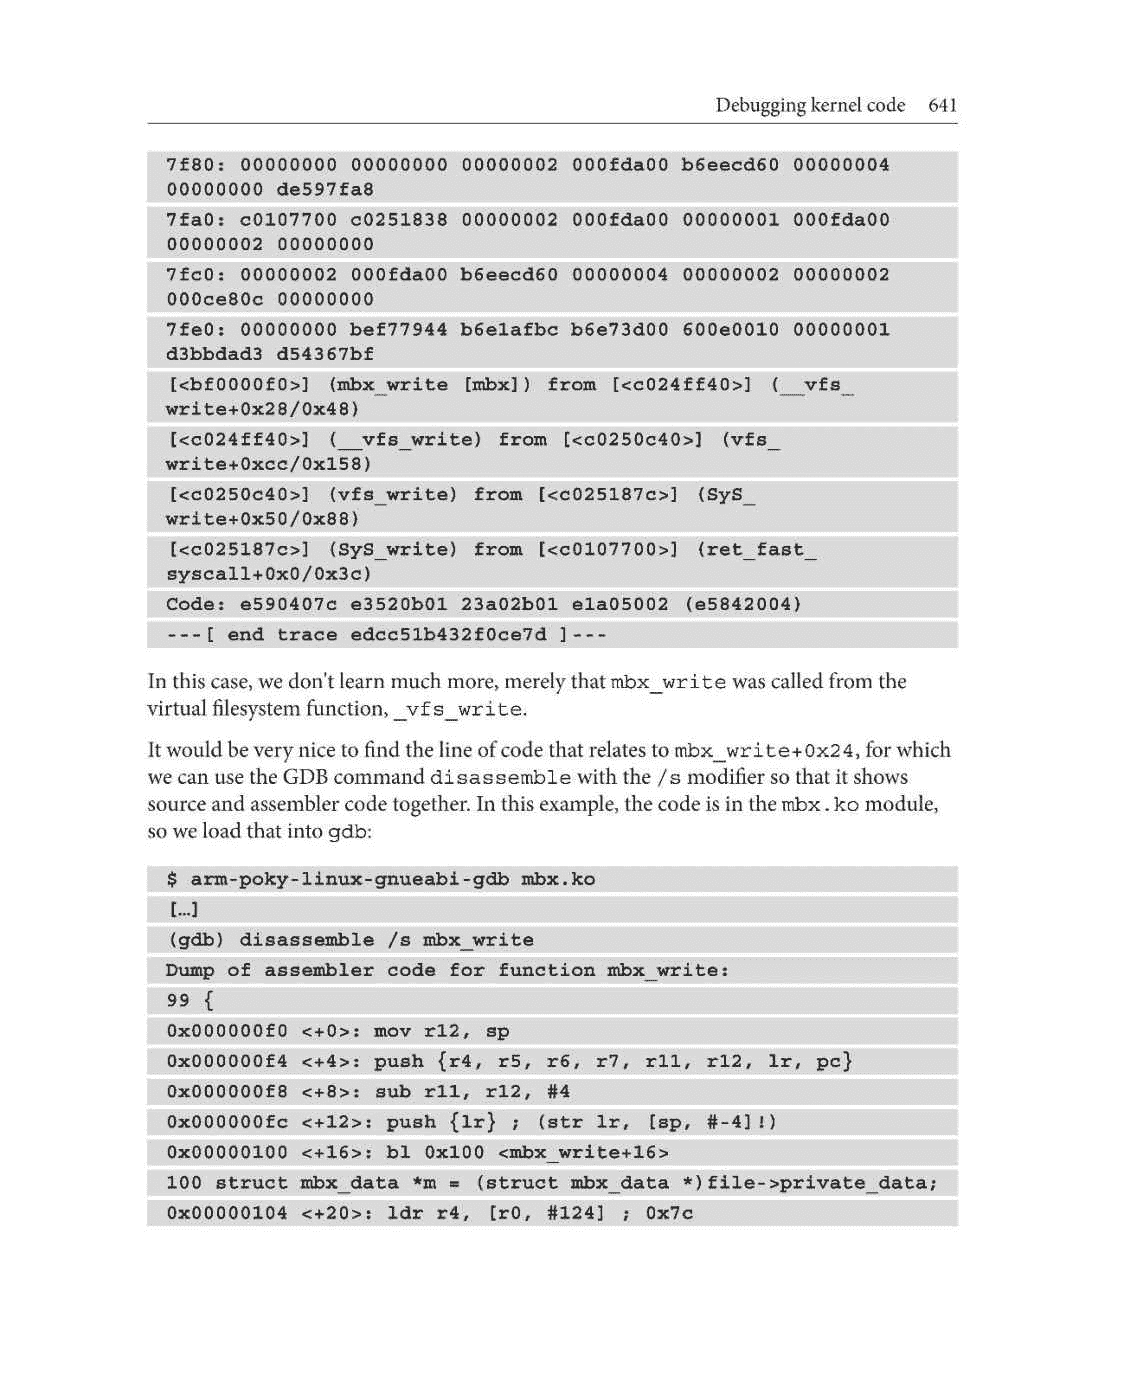 Debugging kernel code 641
7f80: 00000000 00000000 00000002 000fda00 b6eecd60 00000004
00000000 de597fa8
7fa0: c0107700 c0251838 00000002 000fda00 00000001 000fda00
00000002 00000000
7fc0: 00000002 000fda00 b6eecd60 00000004 00000002 00000002
000ce80c 00000000
7fe0: 00000000 bef77944 b6e1afbc b6e73d00 600e0010 00000001
d3bbdad3 d54367bf
[<bf0000f0>] (mbx_write [mbx]) from [<c024ff40>] (__vfs_
write+0x28/0x48)
[<c024ff40>] (__vfs_write) from [<c0250c40>] (vfs_
write+0xcc/0x158)
[<c0250c40>] (vfs_write) from [<c025187c>] (SyS_
write+0x50/0x88)
[<c025187c>] (SyS_write) from [<c0107700>] (ret_fast_
syscall+0x0/0x3c)
Code: e590407c e3520b01 23a02b01 e1a05002 (e5842004)
---[ end trace edcc51b432f0ce7d ]---
In this case, we don't learn much more, merely that mbx_write was called from the
virtual filesystem function, _vfs_write.
It would be very nice to find the line of code that relates to mbx_write+0x24, for which
we can use the GDB command disassemble with the /s modifier so that it shows
source and assembler code together. In this example, the code is in the mbx.ko module,
so we load that into gdb:
$ arm-poky-linux-gnueabi-gdb mbx.ko
[…]
(gdb) disassemble /s mbx_write
Dump of assembler code for function mbx_write:
99 {
0x000000f0 <+0>: mov r12, sp
0x000000f4 <+4>: push {r4, r5, r6, r7, r11, r12, lr, pc}
0x000000f8 <+8>: sub r11, r12, #4
0x000000fc <+12>: push {lr} ; (str lr, [sp, #-4]!)
0x00000100 <+16>: bl 0x100 <mbx_write+16>
100 struct mbx_data *m = (struct mbx_data *)file->private_data;
0x00000104 <+20>: ldr r4, [r0, #124] ; 0x7c